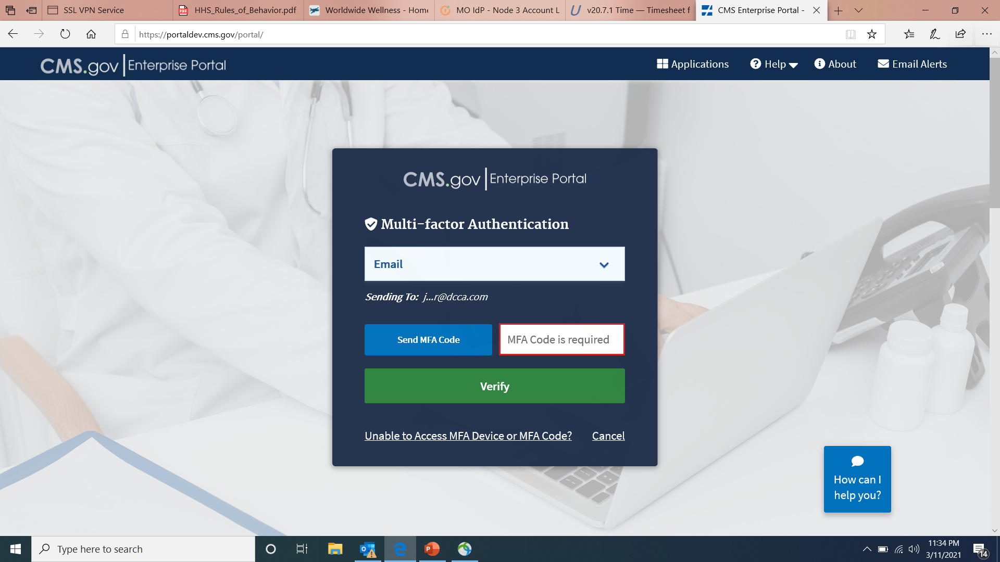 SSL VPN Service
HHS_Rules_of_Behavior.pdf
Worldwide Wellness - Home
MO IdP - Node 3 Account L
v20.7.1 Time — Timesheet f
CMS Enterprise Portal -
https://portaldev.cms.gov/portal/
CMS.gov Enterprise Portal
Applications
Help
About
Email Alerts
CMS.gov Enterprise Portal
Multi-factor Authentication
Email
Sending To: j...r@dcca.com
Send MFA Code
MFA Code is required
Verify
Unable to Access MFA Device or MFA Code?
Cancel
How can I
help you?
Type here to search
11:34 PM
3/11/2021
14